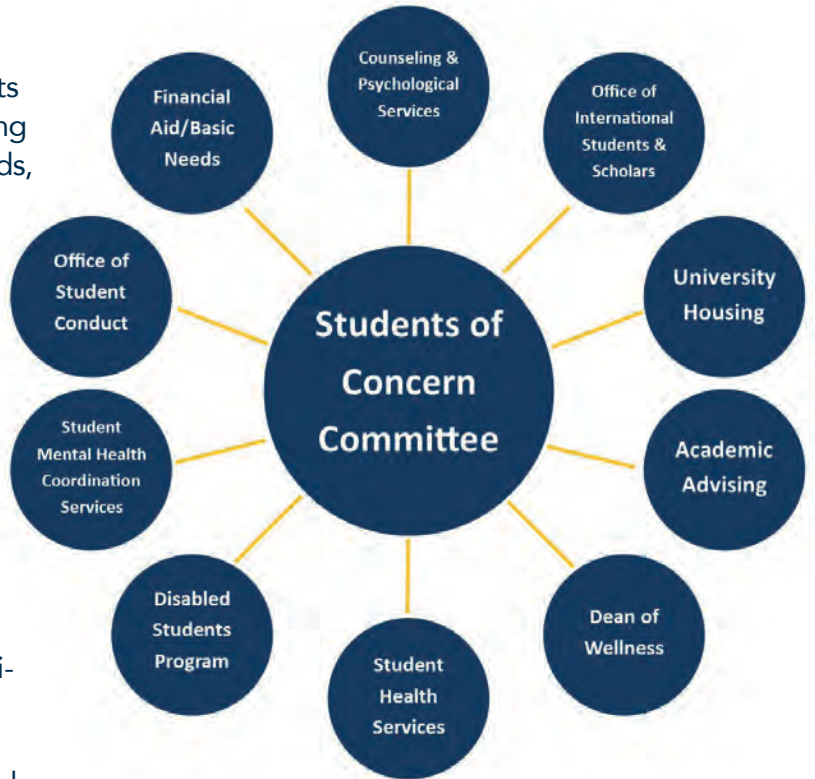 ts
ng
ds,
i-
Students of
Concern
Committee
Counseling &
Psychological
Services
Office of
International
Students &
Scholars
University
Housing
Academic
Advising
Dean of
Wellness
Student
Health
Services
Disabled
Students
Program
Student
Mental Health
Coordination
Services
Office of
Student
Conduct
Financial
Aid/Basic
Needs